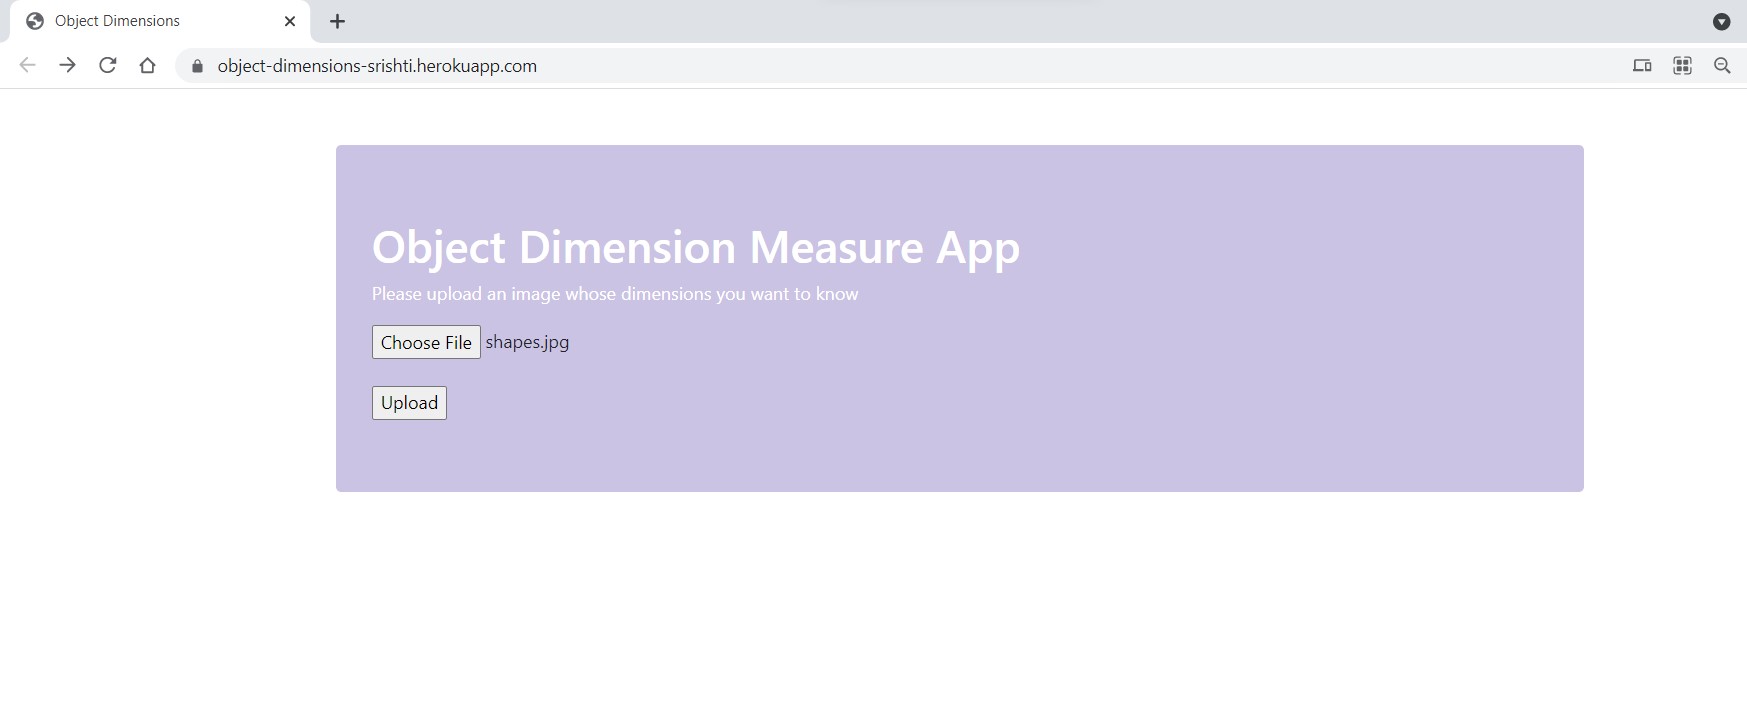 Object Dimensions
object-dimensions-srishti.herokuapp.com
Object Dimension Measure App
Please upload an image whose dimensions you want to know
Choose File shapes.jpg
Upload